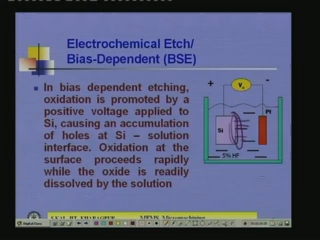 Electrochemical Etch/
Bias-Dependent (BSE)
In bias dependent etching,
oxidation is promoted by a
positive voltage applied to
Si, causing an accumulation
of holes at Si – solution
interface. Oxidation at the
surface proceeds rapidly
while the oxide is readily
dissolved by the solution
+ -
Pt
Si
5% HF